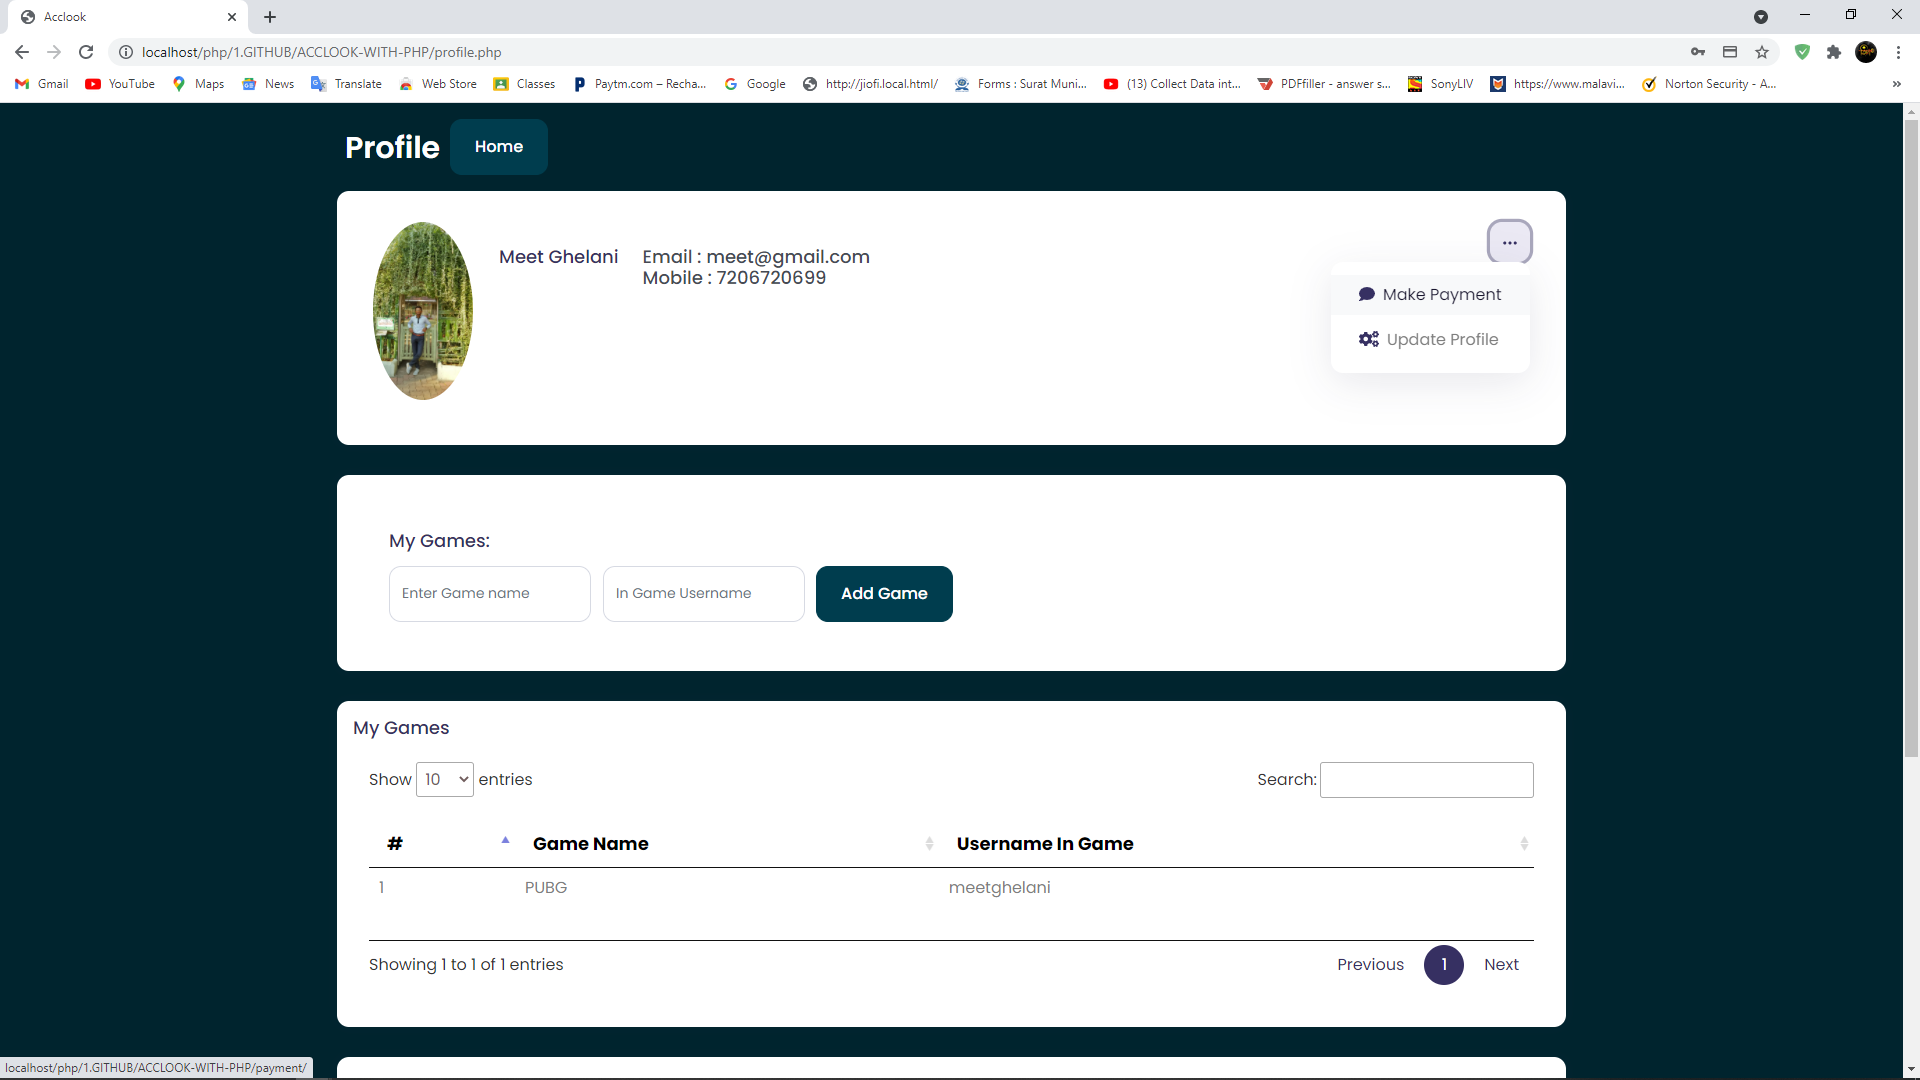 Acclook
localhost/php/1.GITHUB/ACCLOOK-WITH-PHP/profile.php
Gmail YouTube Maps News Translate Web Store Classes Paytm.com – Recha... Google http://jiofi.local.html/ Forms : Surat Muni... (13) Collect Data int... PDFfiller - answer s... SonyLIV https://www.malavi... Norton Security - A... »
Profile Home
Meet Ghelani Email : meet@gmail.com
Mobile : 7206720699
Make Payment
Update Profile
My Games:
Enter Game name In Game Username Add Game
My Games
Show 10 entries Search:
# Game Name Username In Game
1 PUBG meetghelani
Showing 1 to 1 of 1 entries Previous 1 Next
localhost/php/1.GITHUB/ACCLOOK-WITH-PHP/payment/